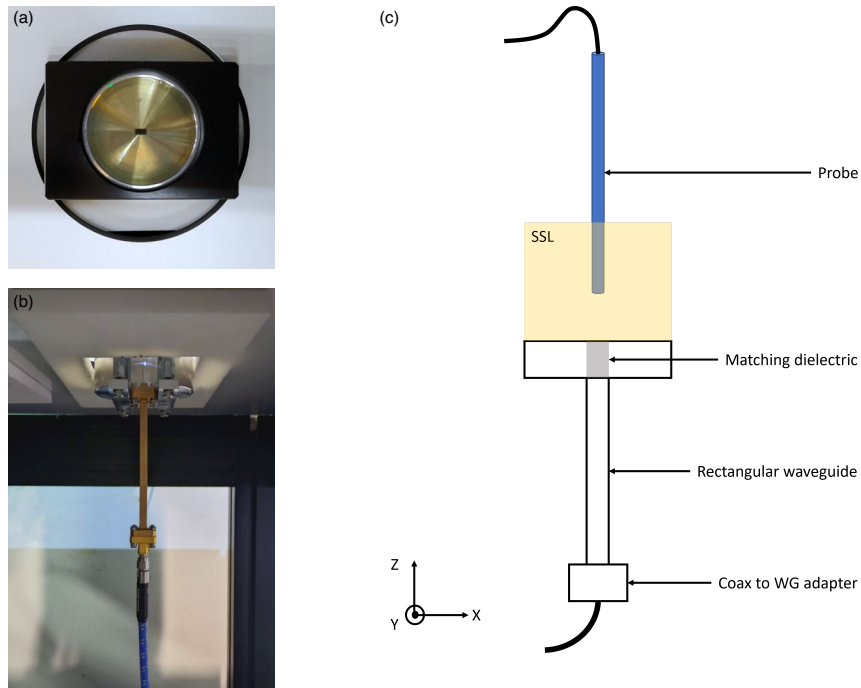 (a)
(b)
(c)
Probe
SSL
Matching dielectric
Rectangular waveguide
Coax to WG adapter
Z
Y
X